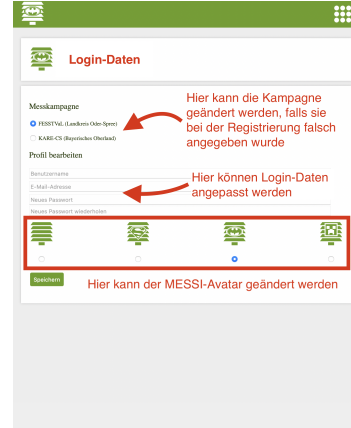 Login-Daten
Messkampagne
FESSTVaL (Landkreis Oder-Spree)
KARE-CS (Bayerisches Oberland)
Hier kann die Kampagne
geändert werden, falls sie
bei der Registrierung falsch
angegeben wurde
Profil bearbeiten
Benutzername
E-Mail-Adresse
Neues Passwort
Neues Passwort wiederholen
Hier können Login-Daten
angepasst werden
Speichern
Hier kann der MESSI-Avatar geändert werden